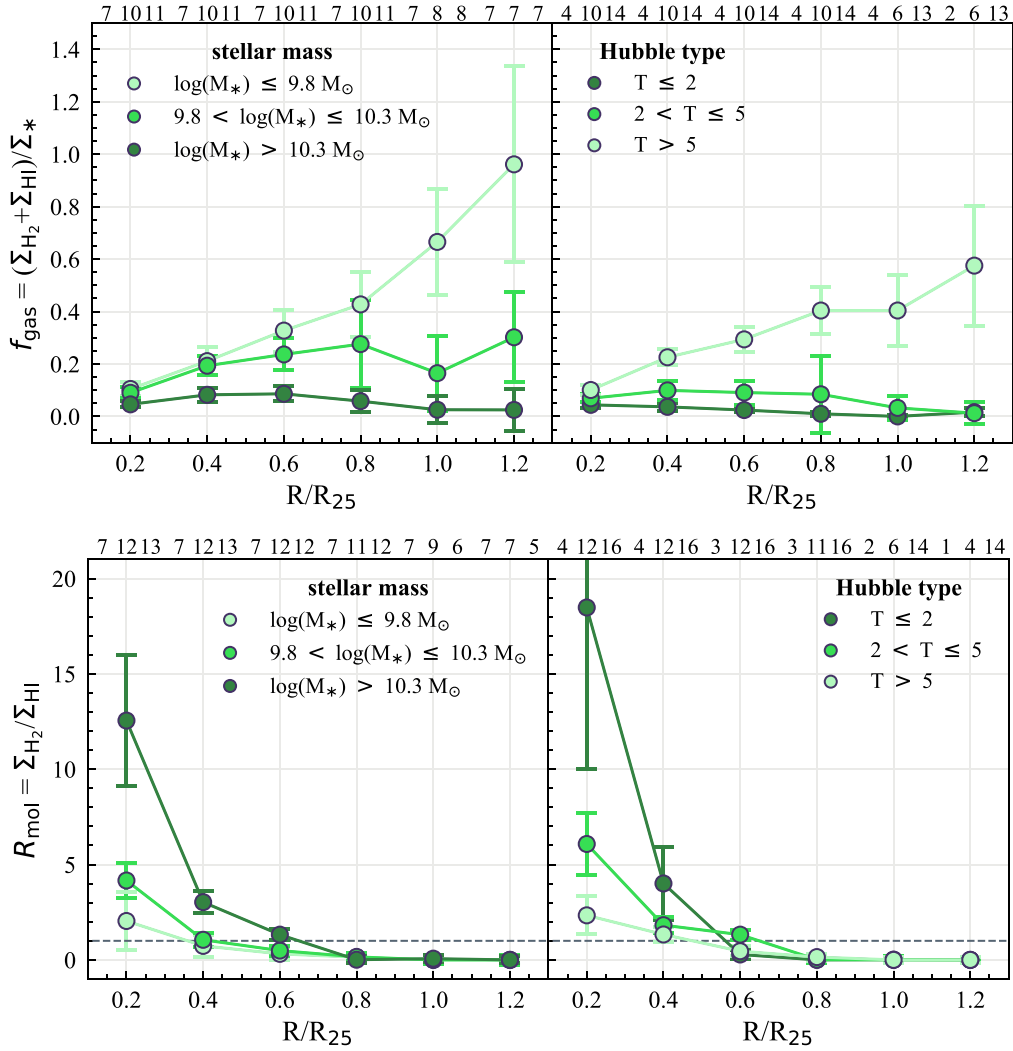 7 10 11 7 10 11 7 10 11 7 10 11 7 8 8 7 7 7
4 10 14 4 10 14 4 10 14 4 10 14 4 6 13 2 6 13
stellar mass
log(M∗) ≤ 9.8 M⊙
9.8 < log(M∗) ≤ 10.3 M⊙
log(M∗) > 10.3 M⊙
Hubble type
T ≤ 2
2 < T ≤ 5
T > 5
1.4
1.2
1.0
0.8
0.6
0.4
0.2
0.0
f_gas = (Σ_H₂ + Σ_HI)/Σ∗
0.2 0.4 0.6 0.8 1.0 1.2
0.2 0.4 0.6 0.8 1.0 1.2
R/R₂₅
R/R₂₅
7 12 13 7 12 13 7 12 12 7 11 12 7 9 6 7 7 5
4 12 16 4 12 16 3 12 16 3 11 16 2 6 14 1 4 14
stellar mass
log(M∗) ≤ 9.8 M⊙
9.8 < log(M∗) ≤ 10.3 M⊙
log(M∗) > 10.3 M⊙
Hubble type
T ≤ 2
2 < T ≤ 5
T > 5
20
15
10
5
0
R_mol = Σ_H₂/Σ_HI
0.2 0.4 0.6 0.8 1.0 1.2
0.2 0.4 0.6 0.8 1.0 1.2
R/R₂₅
R/R₂₅